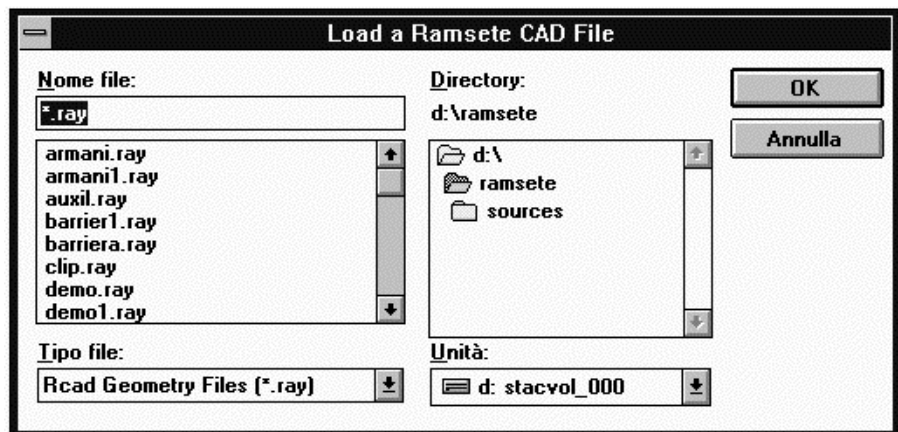 Load a Ramsete CAD File
Nome file:
*.ray
armani.ray
armani1.ray
auxil.ray
barrier1.ray
barriera.ray
clip.ray
demo.ray
demo1.ray
Tipo file:
Rcad Geometry Files (*.ray)
Directory:
d:\ramsete
d:\
ramsete
sources
Unità:
d: stacvol_000
OK
Annulla